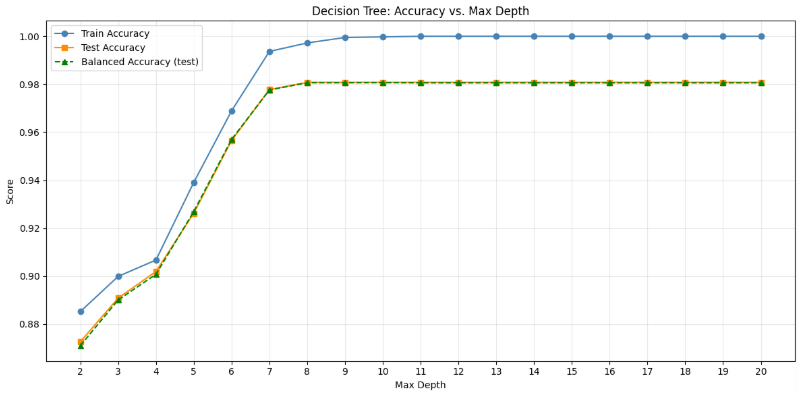 Decision Tree: Accuracy vs. Max Depth
Train Accuracy
Test Accuracy
Balanced Accuracy (test)
Score
1.00
0.98
0.96
0.94
0.92
0.90
0.88
2 3 4 5 6 7 8 9 10 11 12 13 14 15 16 17 18 19 20
Max Depth